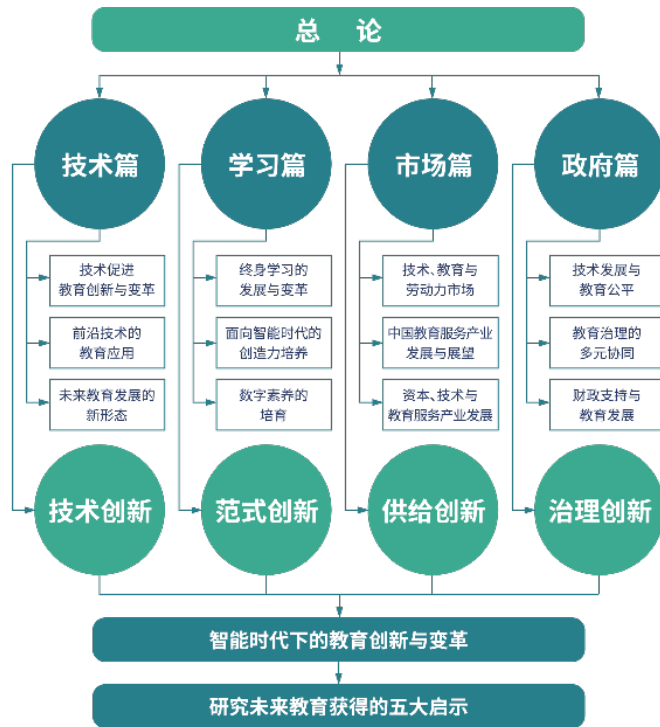 总 论
技术篇
学习篇
市场篇
政府篇
技术促进
教育创新与变革
前沿技术的
教育应用
未来教育发展的
新形态
终身学习的
发展与变革
面向智能时代的
创造力培养
数字素养的
培育
技术、教育与
劳动力市场
中国教育服务产业
发展与展望
资本、技术与
教育服务产业发展
技术发展与
教育公平
教育治理的
多元协同
财政支持与
教育发展
技术创新
范式创新
供给创新
治理创新
智能时代下的教育创新与变革
研究未来教育获得的五大启示